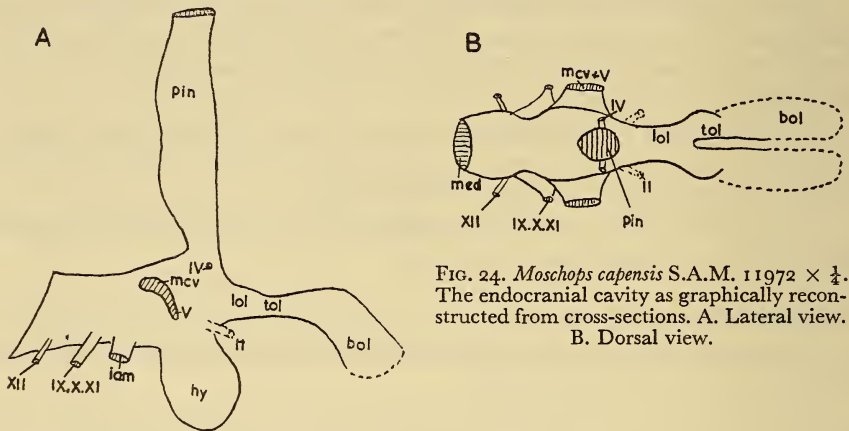 A
pin
IV
mcv
V
lol tol
II
bol
XII IX.X.XI iam hy
B
mcv+V
IV
lol tol bol
med
II
XII IX.X.XI pin
FIG. 24. Moschops capensis S.A.M. 11972 × ¼.
The endocranial cavity as graphically recon-
structed from cross-sections. A. Lateral view.
B. Dorsal view.